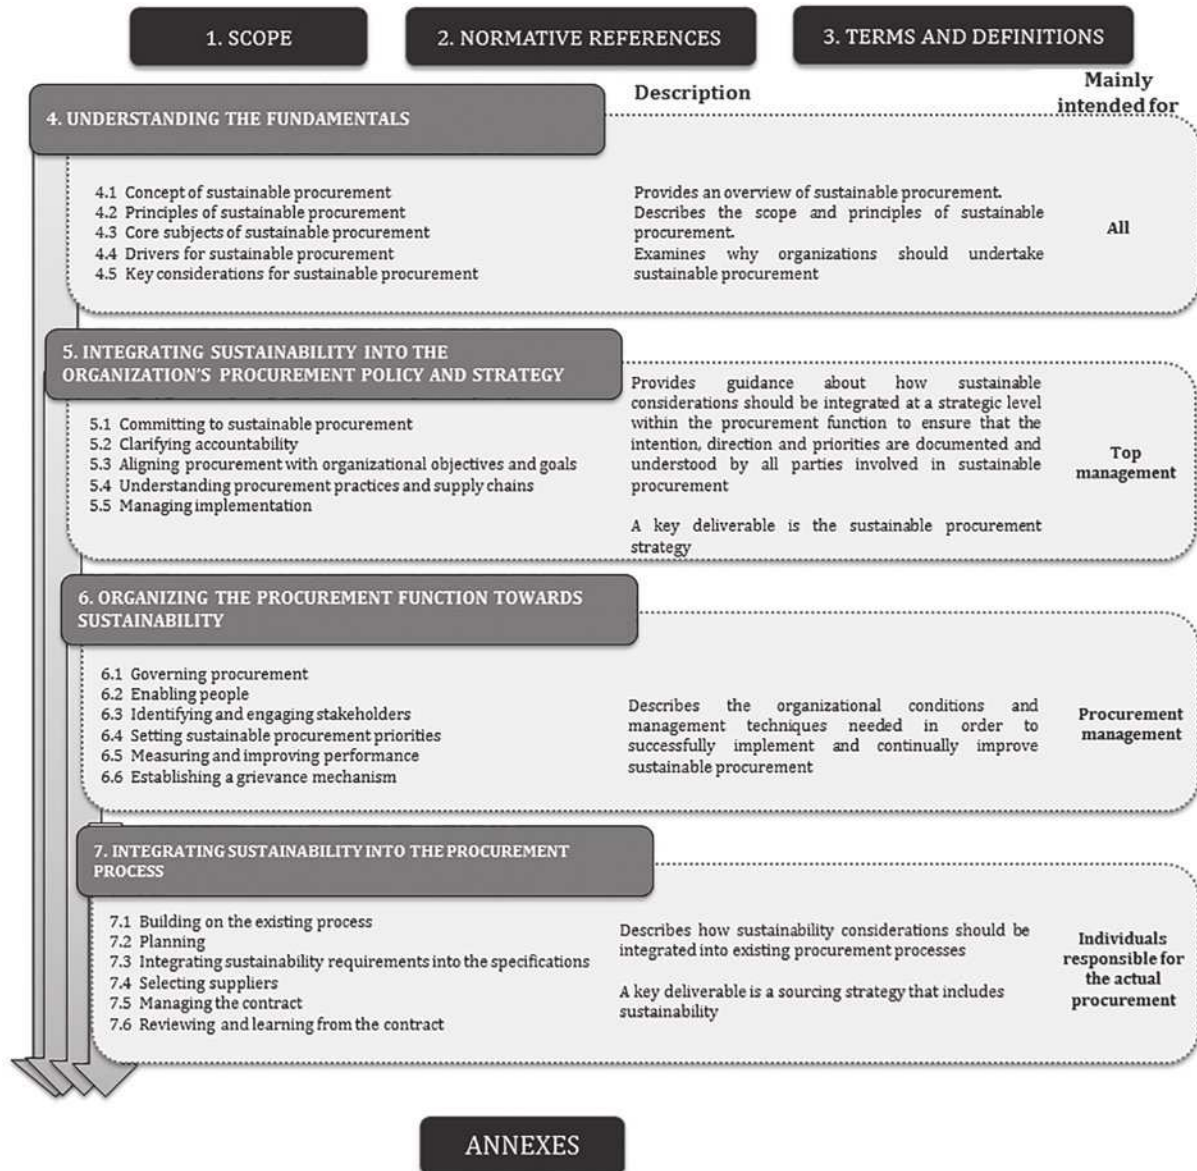 1. SCOPE
2. NORMATIVE REFERENCES
3. TERMS AND DEFINITIONS
Description
Mainly
intended for
4. UNDERSTANDING THE FUNDAMENTALS
4.1 Concept of sustainable procurement
4.2 Principles of sustainable procurement
4.3 Core subjects of sustainable procurement
4.4 Drivers for sustainable procurement
4.5 Key considerations for sustainable procurement
Provides an overview of sustainable procurement.
Describes the scope and principles of sustainable
procurement.
Examines why organizations should undertake
sustainable procurement
All
5. INTEGRATING SUSTAINABILITY INTO THE
ORGANIZATION'S PROCUREMENT POLICY AND STRATEGY
5.1 Committing to sustainable procurement
5.2 Clarifying accountability
5.3 Aligning procurement with organizational objectives and goals
5.4 Understanding procurement practices and supply chains
5.5 Managing implementation
Provides guidance about how sustainable
considerations should be integrated at a strategic level
within the procurement function to ensure that the
intention, direction and priorities are documented and
understood by all parties involved in sustainable
procurement
A key deliverable is the sustainable procurement
strategy
Top
management
6. ORGANIZING THE PROCUREMENT FUNCTION TOWARDS
SUSTAINABILITY
6.1 Governing procurement
6.2 Enabling people
6.3 Identifying and engaging stakeholders
6.4 Setting sustainable procurement priorities
6.5 Measuring and improving performance
6.6 Establishing a grievance mechanism
Describes the organizational conditions and
management techniques needed in order to
successfully implement and continually improve
sustainable procurement
Procurement
management
7. INTEGRATING SUSTAINABILITY INTO THE PROCUREMENT
PROCESS
7.1 Building on the existing process
7.2 Planning
7.3 Integrating sustainability requirements into the specifications
7.4 Selecting suppliers
7.5 Managing the contract
7.6 Reviewing and learning from the contract
Describes how sustainability considerations should be
integrated into existing procurement processes
A key deliverable is a sourcing strategy that includes
sustainability
Individuals
responsible for
the actual
procurement
ANNEXES